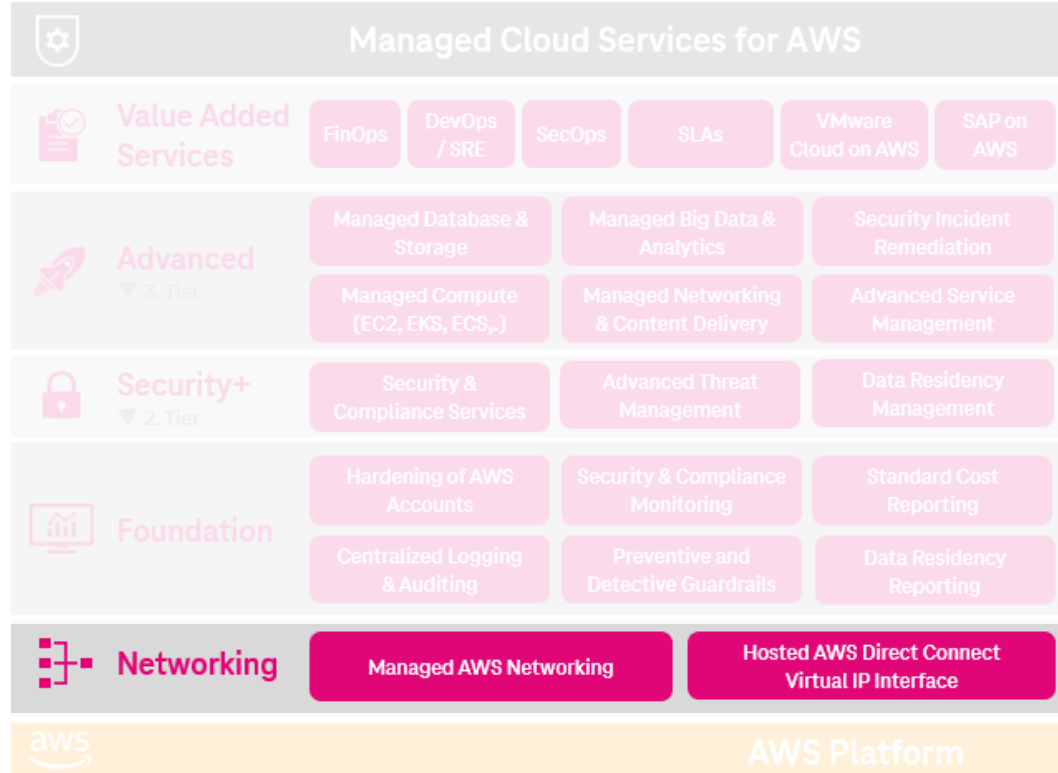 Managed Cloud Services for AWS
Value Added
Services
FinOps
DevOps
/ SRE
SecOps
SLAs
VMware
Cloud on AWS
SAP on
AWS
Advanced
▼ 3. Tier
Managed Database &
Storage
Managed Big Data &
Analytics
Security Incident
Remediation
Managed Compute
(EC2, EKS, ECS,.)
Managed Networking
& Content Delivery
Advanced Service
Management
Security+
▼ 2. Tier
Security &
Compliance Services
Advanced Threat
Management
Data Residency
Management
Foundation
Hardening of AWS
Accounts
Security & Compliance
Monitoring
Standard Cost
Reporting
Centralized Logging
& Auditing
Preventive and
Detective Guardrails
Data Residency
Reporting
Networking
Managed AWS Networking
Hosted AWS Direct Connect
Virtual IP Interface
aws
AWS Platform